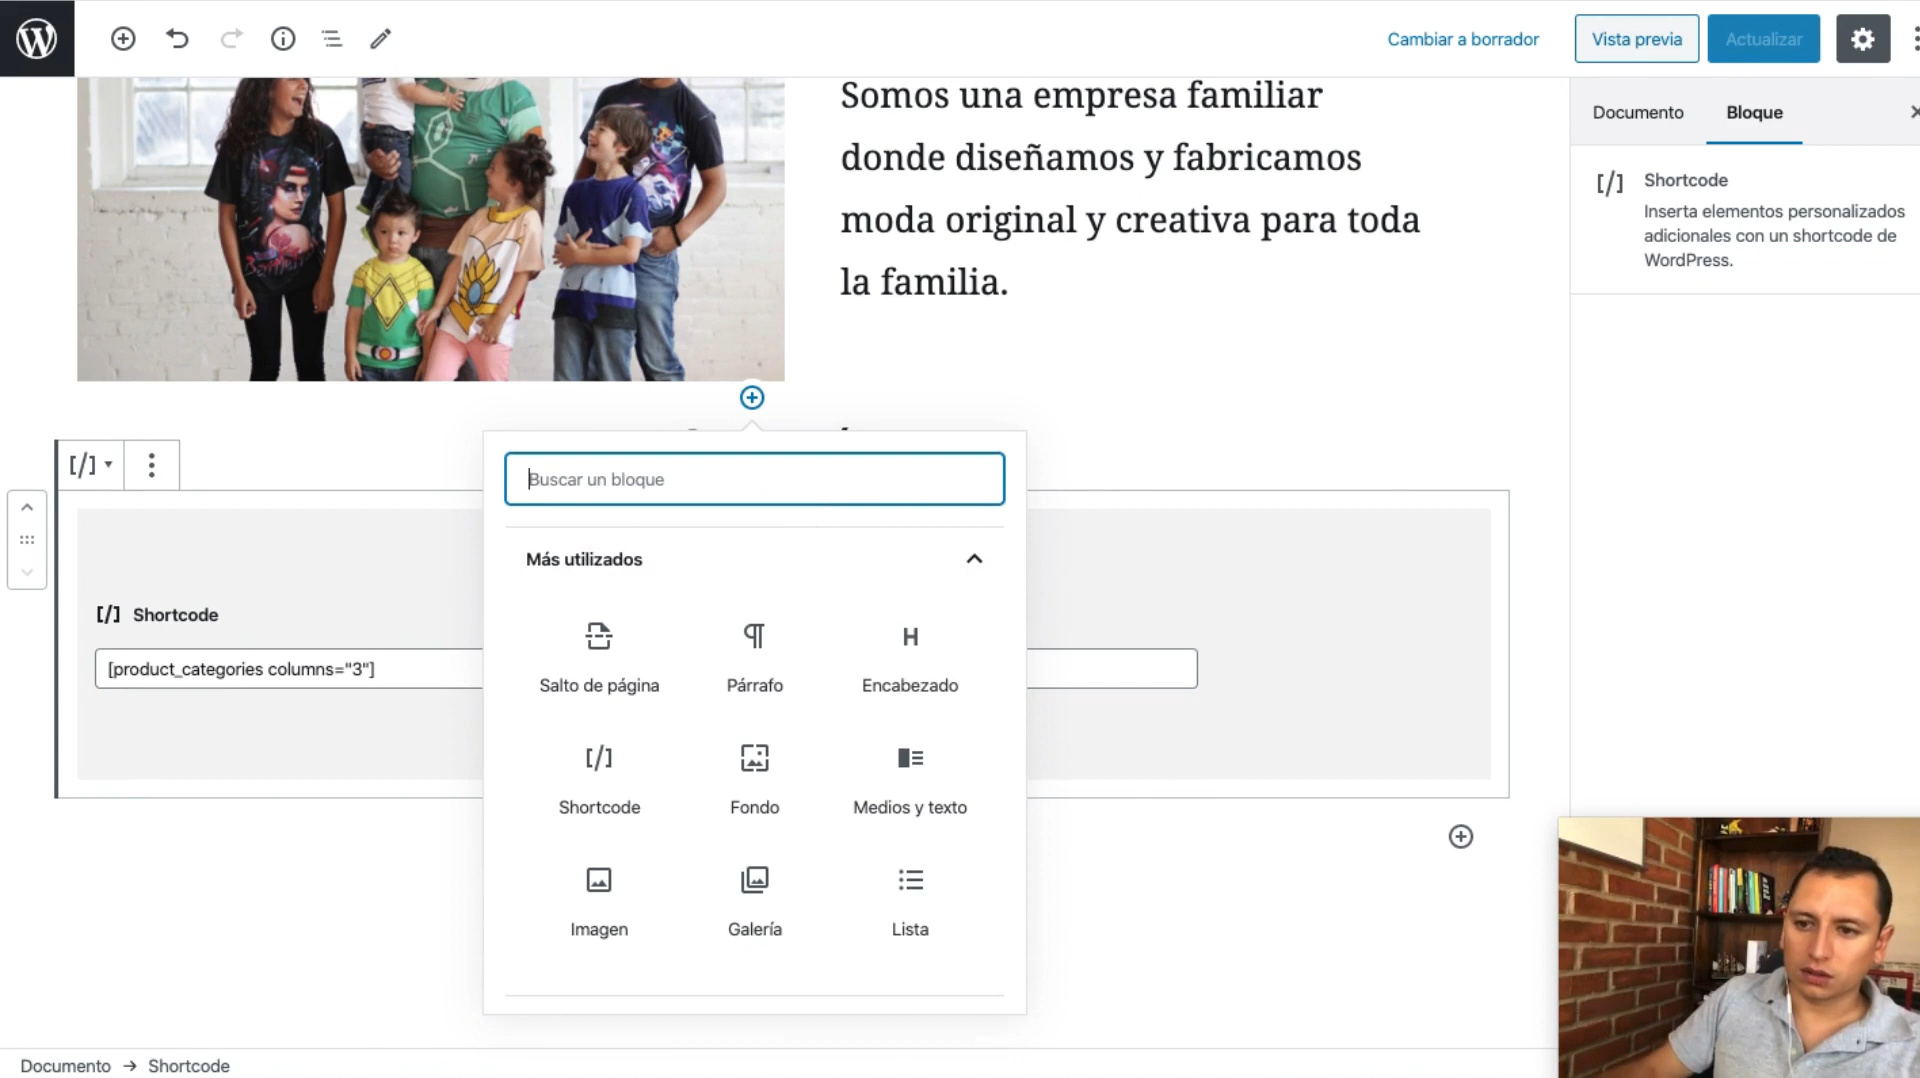 Cambiar a borrador
Vista previa
Actualizar
Somos una empresa familiar
donde diseñamos y fabricamos
moda original y creativa para toda
la familia.
Documento
Bloque
Shortcode
Inserta elementos personalizados
adicionales con un shortcode de
WordPress.
Buscar un bloque
Más utilizados
Salto de página
Párrafo
Encabezado
Shortcode
Fondo
Medios y texto
Imagen
Galería
Lista
[/] Shortcode
[product_categories columns="3"]
Documento → Shortcode